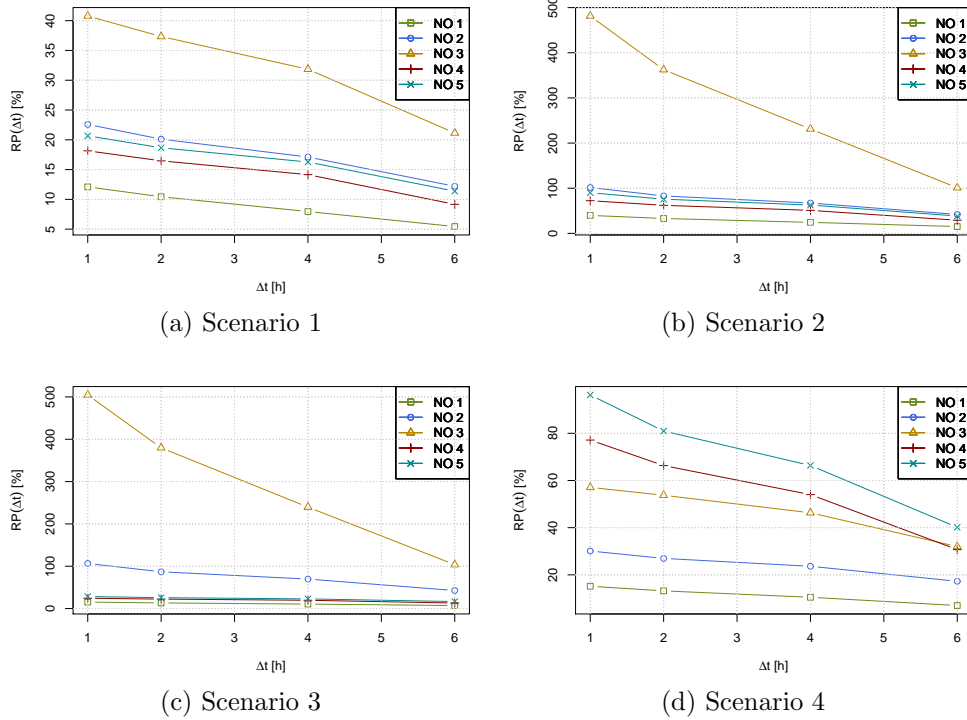 RP(Δt) [%]
40
35
30
25
20
15
10
5
1
2
3
4
5
6
Δt [h]
NO 1
NO 2
NO 3
NO 4
NO 5
(a) Scenario 1
RP(Δt) [%]
500
400
300
200
100
0
1
2
3
4
5
6
Δt [h]
NO 1
NO 2
NO 3
NO 4
NO 5
(b) Scenario 2
RP(Δt) [%]
500
400
300
200
100
0
1
2
3
4
5
6
Δt [h]
NO 1
NO 2
NO 3
NO 4
NO 5
(c) Scenario 3
RP(Δt) [%]
80
60
40
20
1
2
3
4
5
6
Δt [h]
NO 1
NO 2
NO 3
NO 4
NO 5
(d) Scenario 4